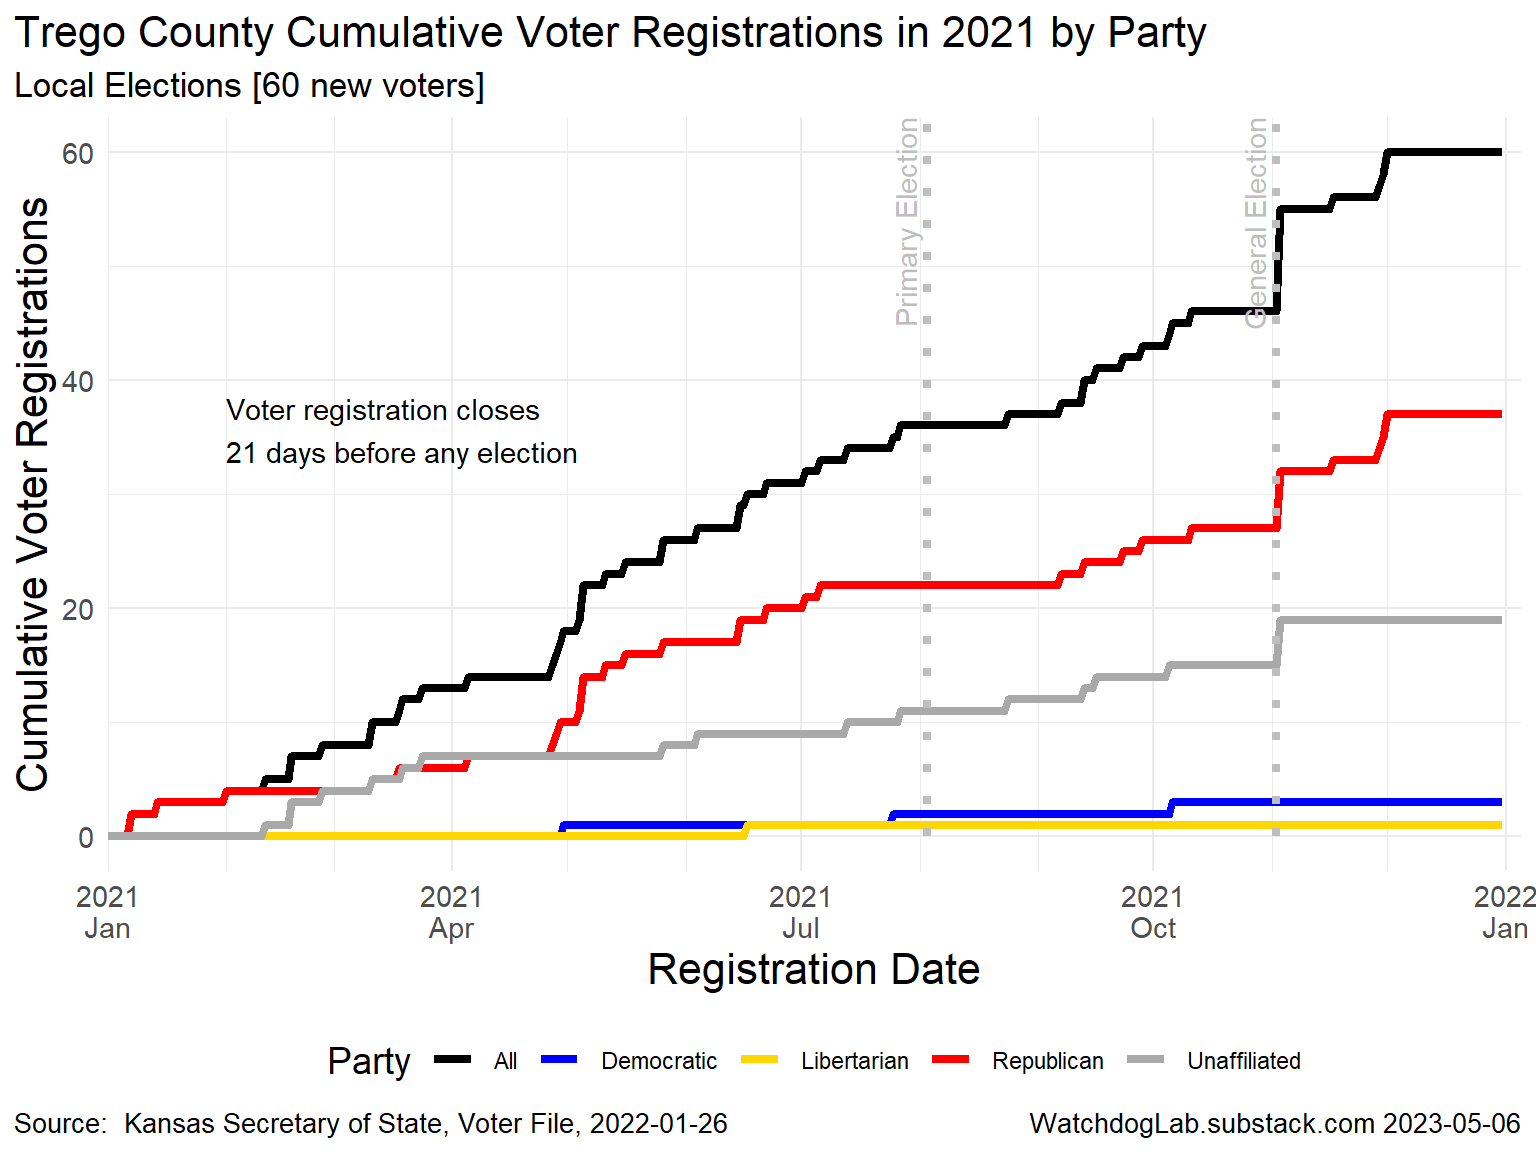 Trego County Cumulative Voter Registrations in 2021 by Party
Local Elections [60 new voters]
Cumulative Voter Registrations
60
40
20
0
Primary Election
General Election
Voter registration closes
21 days before any election
2021 2021 2021 2021 2022
Jan Apr Jul Oct Jan
Registration Date
Party All Democratic Libertarian Republican Unaffiliated
Source:  Kansas Secretary of State, Voter File, 2022-01-26
WatchdogLab.substack.com 2023-05-06